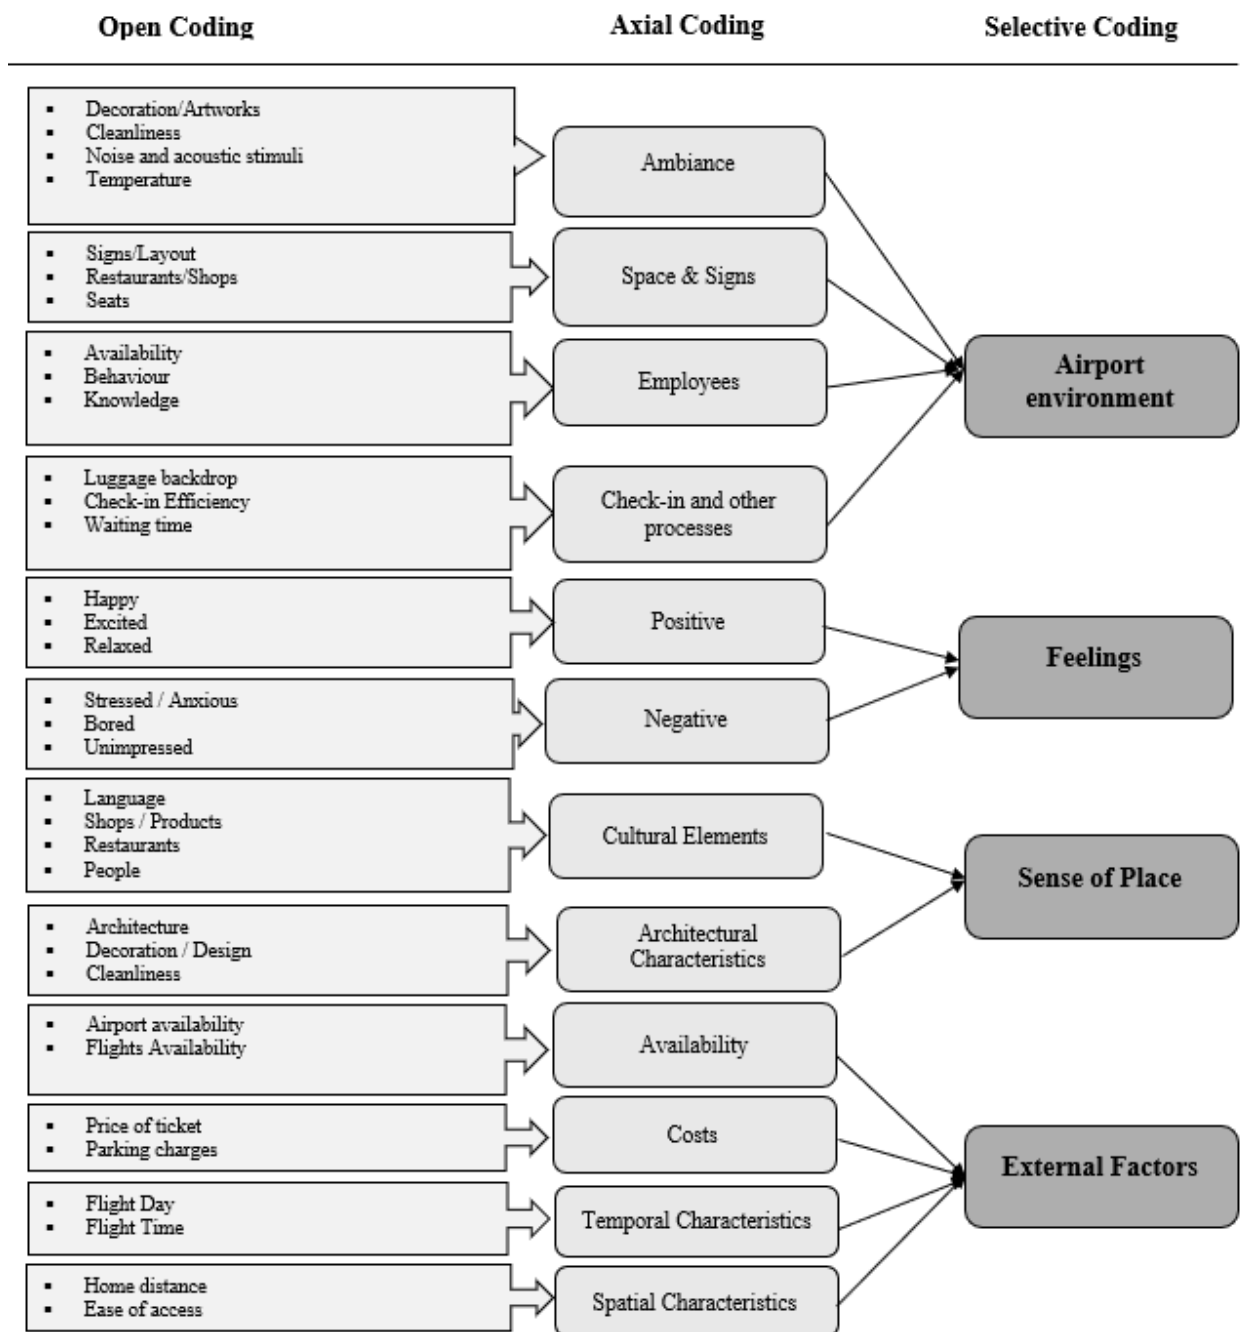 Open Coding
Axial Coding
Selective Coding
Decoration/Artworks
Cleanliness
Noise and acoustic stimuli
Temperature
Ambiance
Signs/Layout
Restaurants/Shops
Seats
Space & Signs
Availability
Behaviour
Knowledge
Employees
Airport
environment
Luggage backdrop
Check-in Efficiency
Waiting time
Check-in and other
processes
Happy
Excited
Relaxed
Positive
Feelings
Stressed / Anxious
Bored
Unimpressed
Negative
Language
Shops / Products
Restaurants
People
Cultural Elements
Sense of Place
Architecture
Decoration / Design
Cleanliness
Architectural
Characteristics
Airport availability
Flights Availability
Availability
Price of ticket
Parking charges
Costs
External Factors
Flight Day
Flight Time
Temporal Characteristics
Home distance
Ease of access
Spatial Characteristics